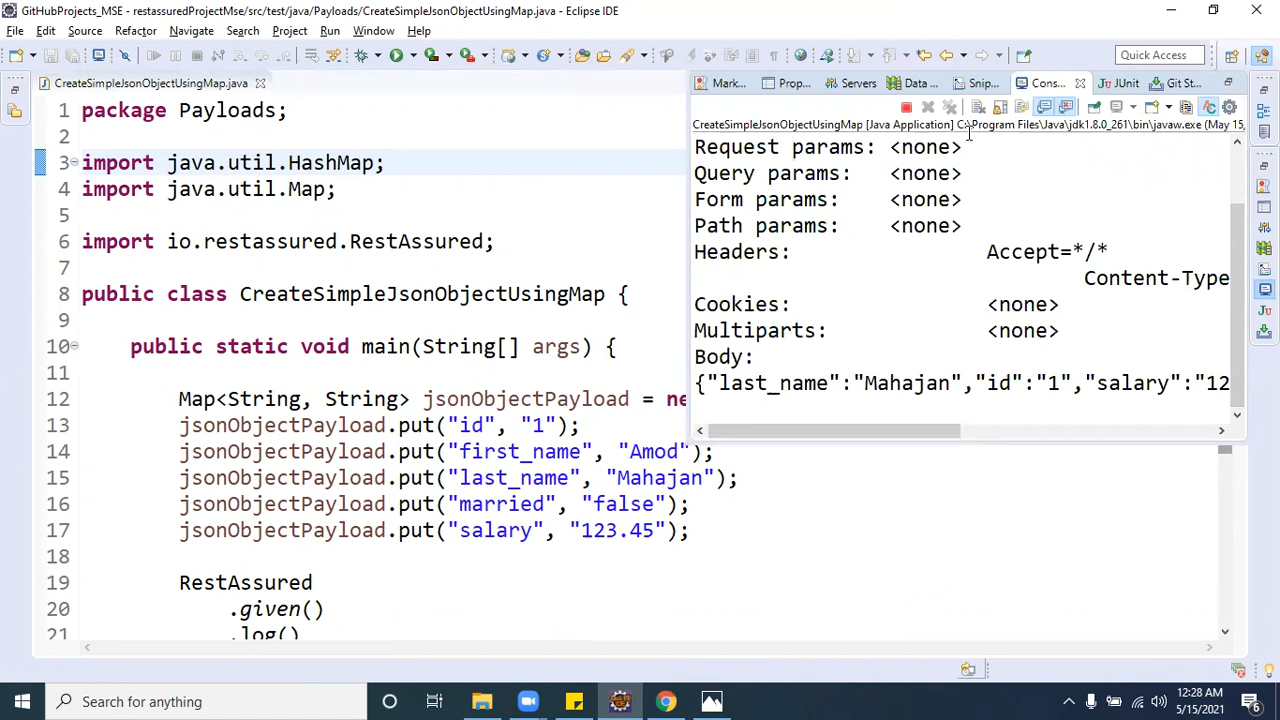 GitHubProjects_MSE - restassuredProjectMse/src/test/java/Payloads/CreateSimpleJsonObjectUsingMap.java - Eclipse IDE
File Edit Source Refactor Navigate Search Project Run Window Help
Quick Access
CreateSimpleJsonObjectUsingMap.java
1 package Payloads;
2
3 import java.util.HashMap;
4 import java.util.Map;
5
6 import io.restassured.RestAssured;
7
8 public class CreateSimpleJsonObjectUsingMap {
9
10 public static void main(String[] args) {
11
12 Map<String, String> jsonObjectPayload = ne
13 jsonObjectPayload.put("id", "1");
14 jsonObjectPayload.put("first_name", "Amod");
15 jsonObjectPayload.put("last_name", "Mahajan");
16 jsonObjectPayload.put("married", "false");
17 jsonObjectPayload.put("salary", "123.45");
18
19 RestAssured
20 .given()
21 .log()
Mark... Prop... Servers Data ... Snip... Cons... JUnit Git St...
CreateSimpleJsonObjectUsingMap [Java Application] C:\Program Files\Java\jdk1.8.0_261\bin\javaw.exe (May 15,
Request params: <none>
Query params: <none>
Form params: <none>
Path params: <none>
Headers: Accept=*/*
Content-Type
Cookies: <none>
Multiparts: <none>
Body:
{"last_name":"Mahajan","id":"1","salary":"12
Search for anything
12:28 AM
5/15/2021
6